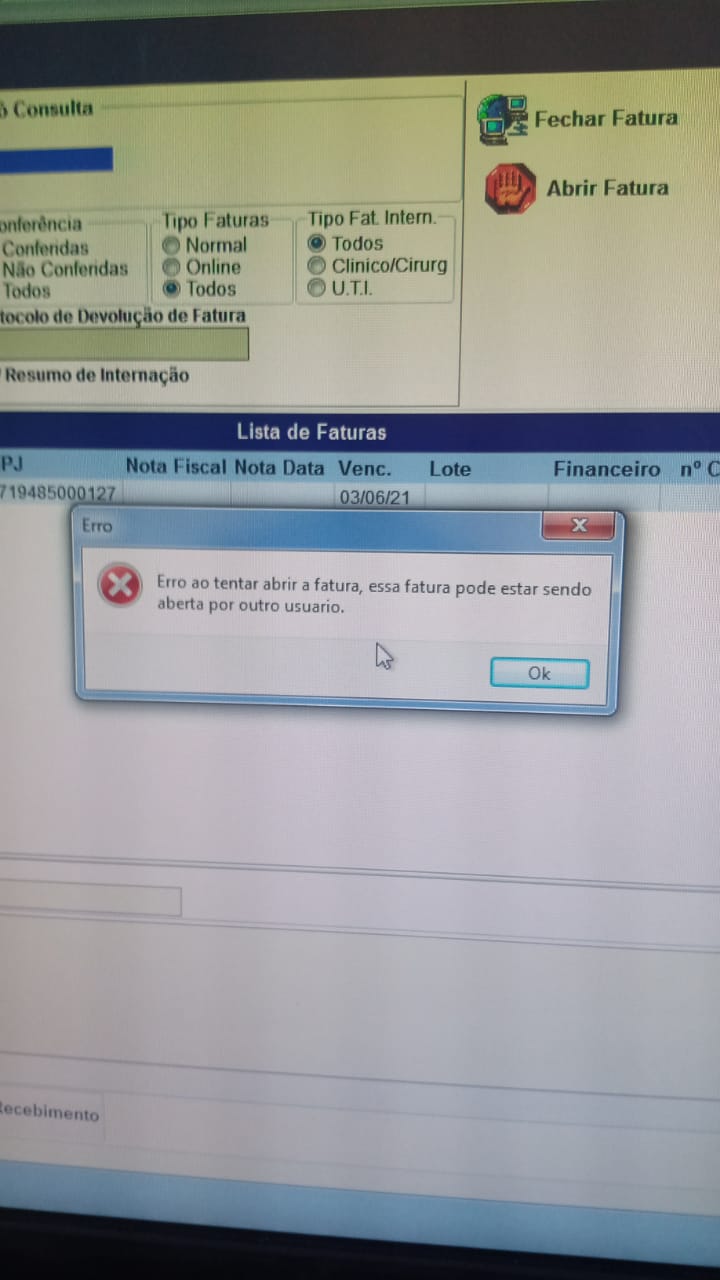 Consulta
Fechar Fatura
Abrir Fatura
onferência
Conferidas
Não Conferidas
Todos
Tipo Faturas
Normal
Online
Todos
Tipo Fat. Intern.
Todos
Clinico/Cirurg
U.T.I.
tocolo de Devolução de Fatura
Resumo de Internação
Lista de Faturas
PJ Nota Fiscal Nota Data Venc. Lote Financeiro nº C
719485000127 03/06/21
Erro
Erro ao tentar abrir a fatura, essa fatura pode estar sendo
aberta por outro usuario.
Ok
Recebimento